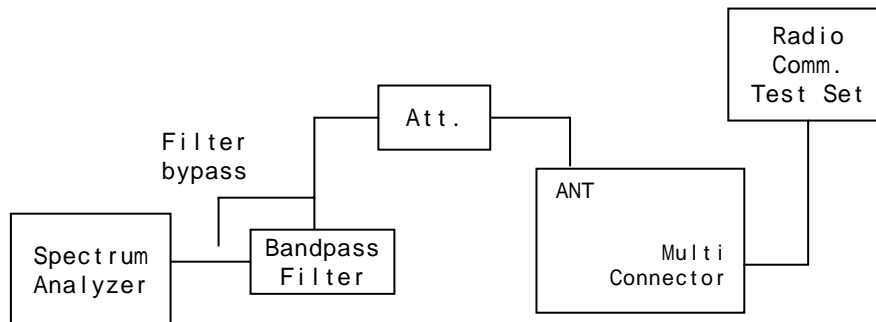 Radio
Comm.
Test Set
Att.
Filter
bypass
ANT
Spectrum
Analyzer
Bandpass
Filter
Multi
Connector